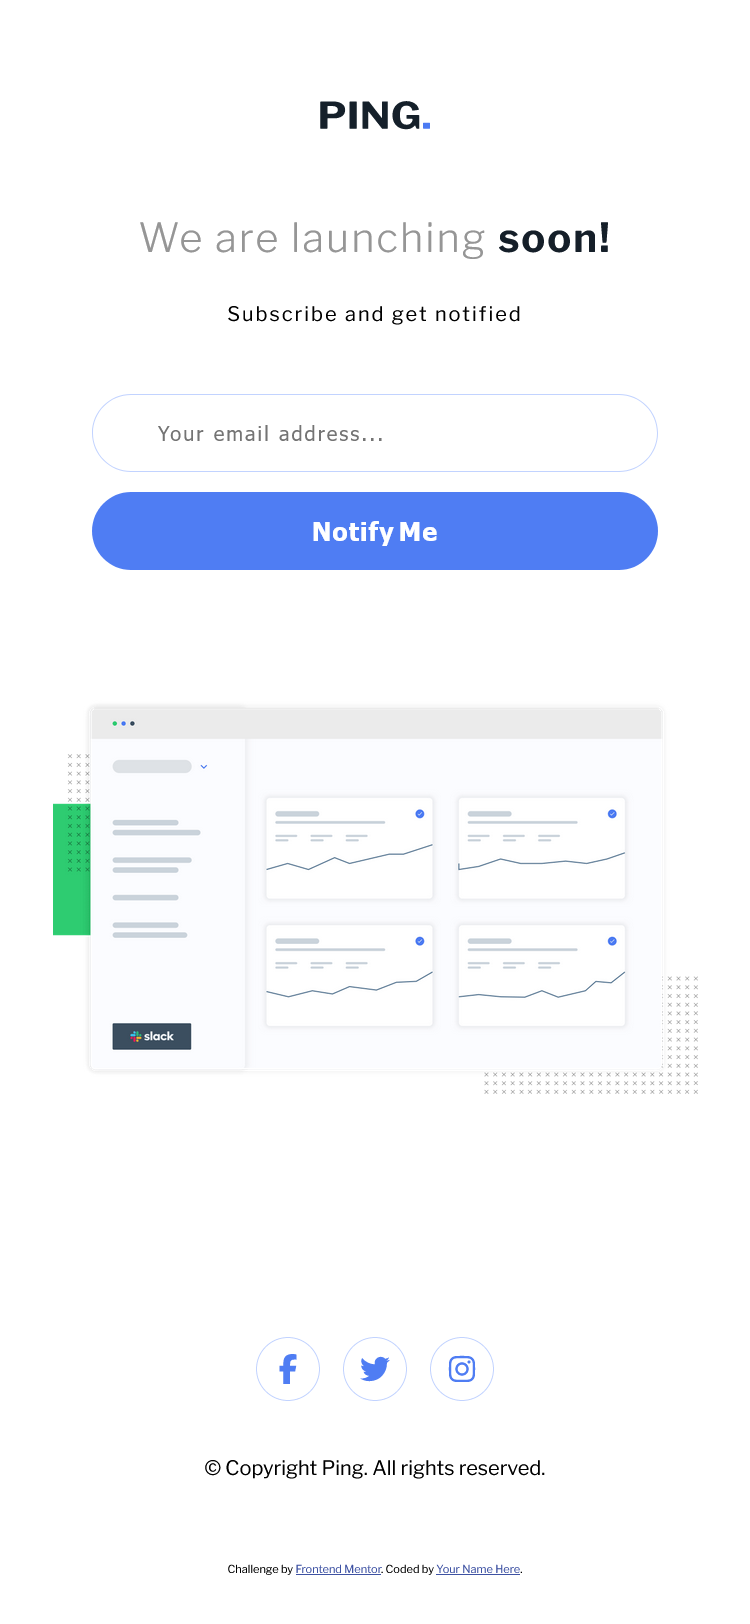 PING.
We are launching soon!
Subscribe and get notified
Your email address...
Notify Me
slack
© Copyright Ping. All rights reserved.
Challenge by Frontend Mentor. Coded by Your Name Here.